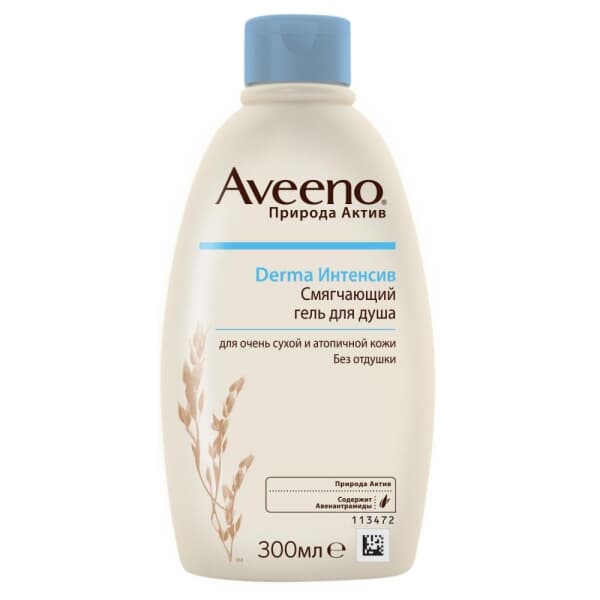 Aveeno®
Природа Актив
Derma Интенсив
Смягчающий
гель для душа
для очень сухой и атопичной кожи
Без отдушки
Природа Актив
Содержит
Авенантрамиды
113472
300мл ℮